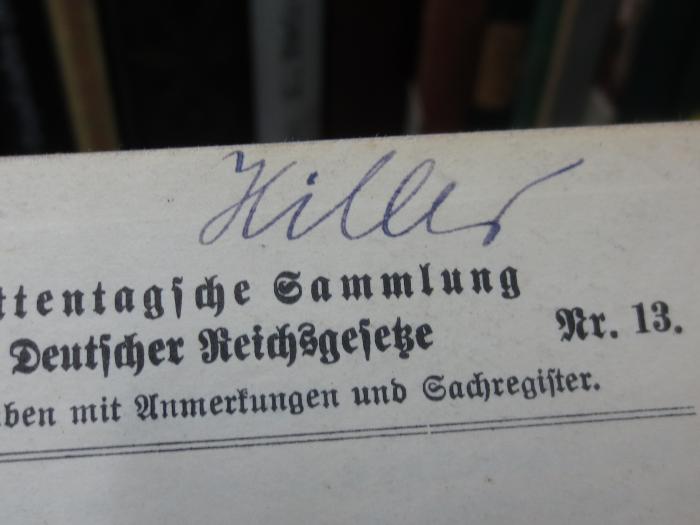 Hiller
ttentagsche Sammlung
Deutscher Reichsgesetze
Nr. 13.
ben mit Anmerkungen und Sachregister.